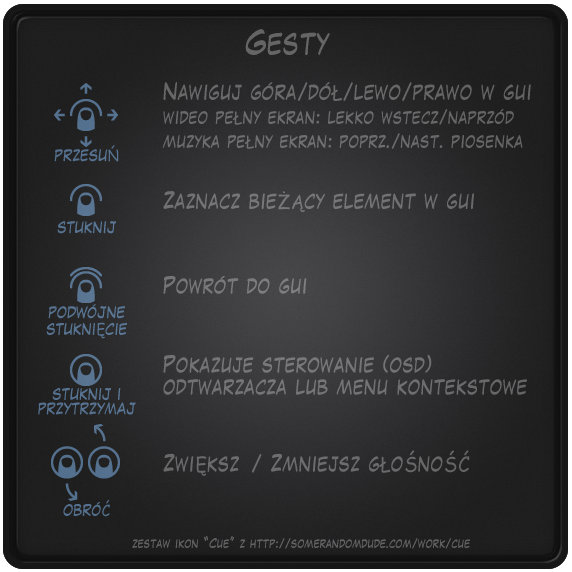 Gesty
Nawiguj góra/dół/lewo/prawo w gui
wideo pełny ekran: lekko wstecz/naprzód
muzyka pełny ekran: poprz./nast. piosenka
przesuń
Zaznacz bieżący element w gui
stuknij
Powrót do gui
podwójne
stuknięcie
Pokazuje sterowanie (osd)
odtwarzacza lub menu kontekstowe
stuknij i
przytrzymaj
Zwiększ / Zmniejsz głośność
obróć
zestaw ikon "Cue" z http://somerandomdude.com/work/cue